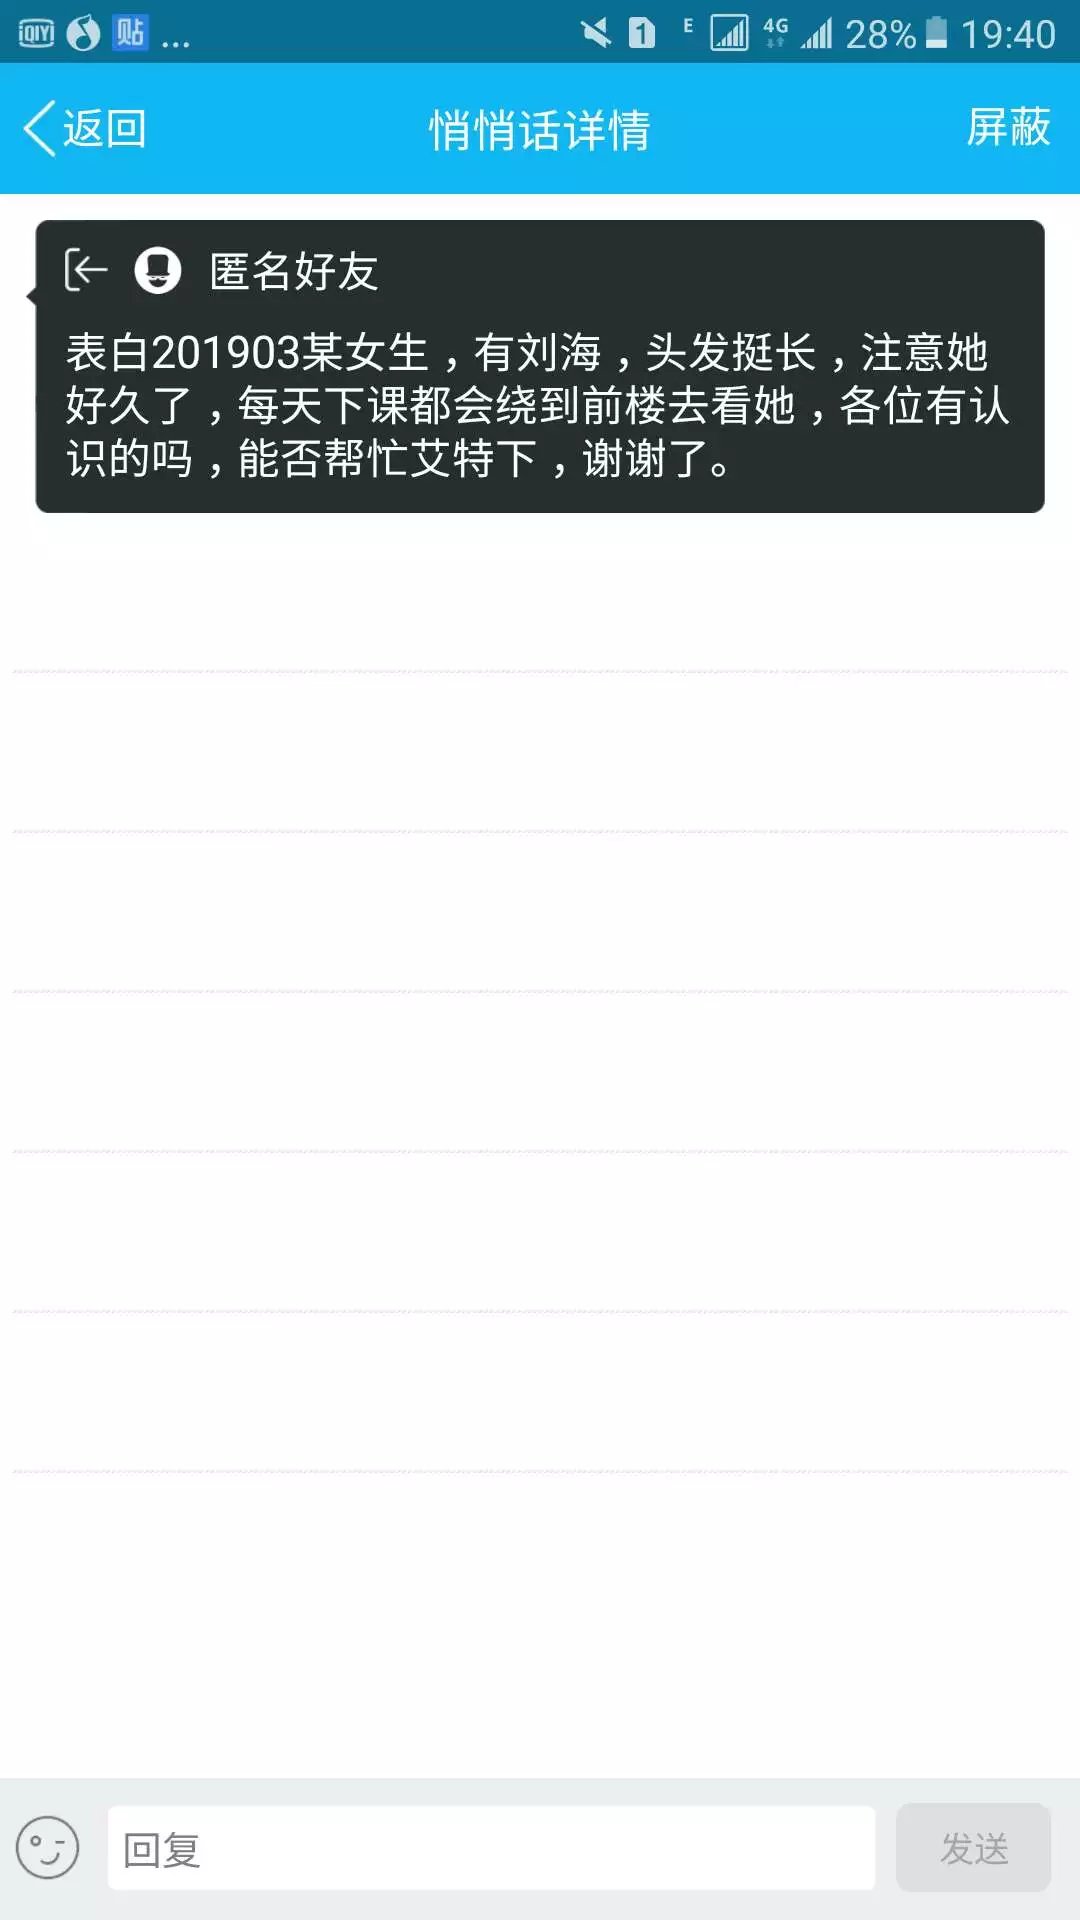 iQIYI 贴 ... 1 E 4G 28% 19:40
返回 悄悄话详情 屏蔽
匿名好友
表白201903某女生，有刘海，头发挺长，注意她
好久了，每天下课都会绕到前楼去看她，各位有认
识的吗，能否帮忙艾特下，谢谢了。
回复 发送